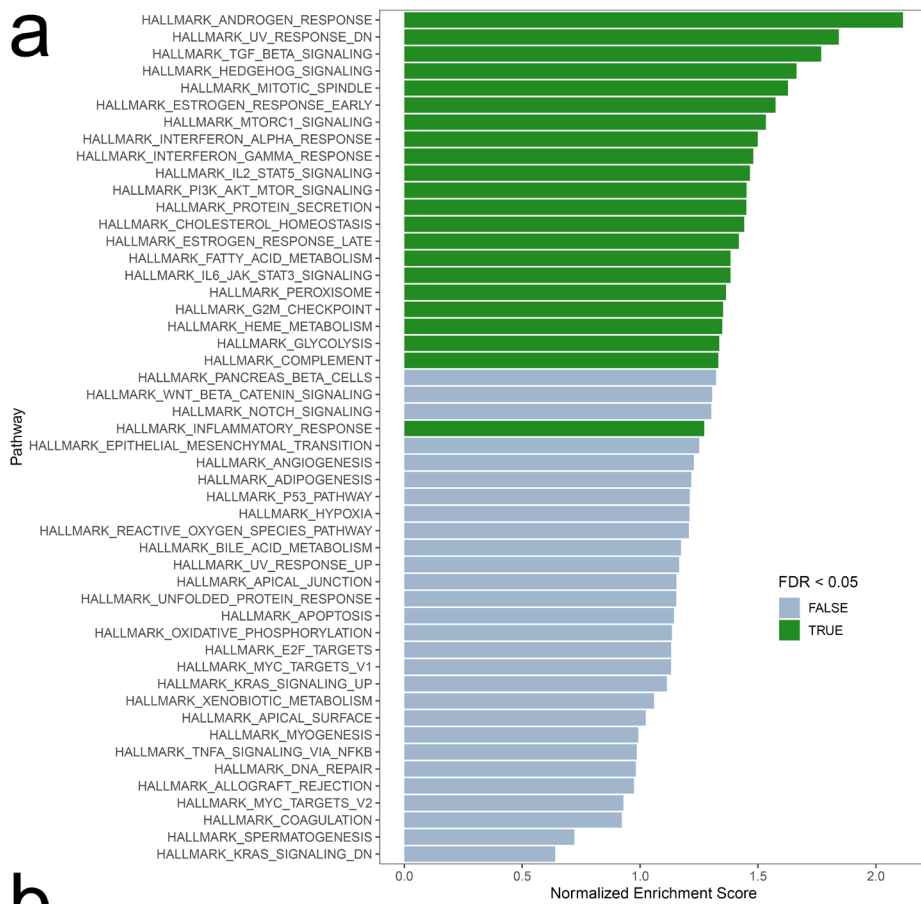 a
HALLMARK_ANDROGEN_RESPONSE
HALLMARK_UV_RESPONSE_DN
HALLMARK_TGF_BETA_SIGNALING
HALLMARK_HEDGEHOG_SIGNALING
HALLMARK_MITOTIC_SPINDLE
HALLMARK_ESTROGEN_RESPONSE_EARLY
HALLMARK_MTORC1_SIGNALING
HALLMARK_INTERFERON_ALPHA_RESPONSE
HALLMARK_INTERFERON_GAMMA_RESPONSE
HALLMARK_IL2_STAT5_SIGNALING
HALLMARK_PI3K_AKT_MTOR_SIGNALING
HALLMARK_PROTEIN_SECRETION
HALLMARK_CHOLESTEROL_HOMEOSTASIS
HALLMARK_ESTROGEN_RESPONSE_LATE
HALLMARK_FATTY_ACID_METABOLISM
HALLMARK_IL6_JAK_STAT3_SIGNALING
HALLMARK_PEROXISOME
HALLMARK_G2M_CHECKPOINT
HALLMARK_HEME_METABOLISM
HALLMARK_GLYCOLYSIS
HALLMARK_COMPLEMENT
HALLMARK_PANCREAS_BETA_CELLS
HALLMARK_WNT_BETA_CATENIN_SIGNALING
HALLMARK_NOTCH_SIGNALING
HALLMARK_INFLAMMATORY_RESPONSE
HALLMARK_EPITHELIAL_MESENCHYMAL_TRANSITION
HALLMARK_ANGIOGENESIS
HALLMARK_ADIPOGENESIS
HALLMARK_P53_PATHWAY
HALLMARK_HYPOXIA
HALLMARK_REACTIVE_OXYGEN_SPECIES_PATHWAY
HALLMARK_BILE_ACID_METABOLISM
HALLMARK_UV_RESPONSE_UP
HALLMARK_APICAL_JUNCTION
HALLMARK_UNFOLDED_PROTEIN_RESPONSE
HALLMARK_APOPTOSIS
HALLMARK_OXIDATIVE_PHOSPHORYLATION
HALLMARK_E2F_TARGETS
HALLMARK_MYC_TARGETS_V1
HALLMARK_KRAS_SIGNALING_UP
HALLMARK_XENOBIOTIC_METABOLISM
HALLMARK_APICAL_SURFACE
HALLMARK_MYOGENESIS
HALLMARK_TNFA_SIGNALING_VIA_NFKB
HALLMARK_DNA_REPAIR
HALLMARK_ALLOGRAFT_REJECTION
HALLMARK_MYC_TARGETS_V2
HALLMARK_COAGULATION
HALLMARK_SPERMATOGENESIS
HALLMARK_KRAS_SIGNALING_DN
Pathway
FDR < 0.05
FALSE
TRUE
0.0 0.5 1.0 1.5 2.0
Normalized Enrichment Score
b